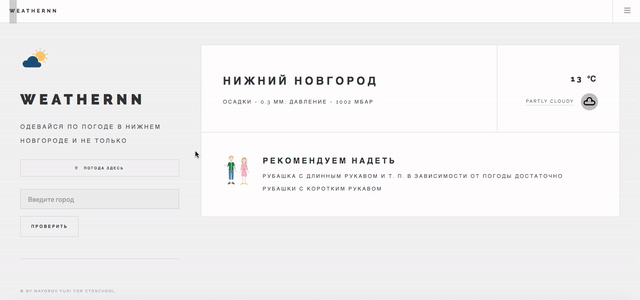 WEATHERNN
WEATHERNN
ОДЕВАЙСЯ ПО ПОГОДЕ В НИЖНЕМ
НОВГОРОДЕ И НЕ ТОЛЬКО
ПОГОДА ЗДЕСЬ
Введите город
ПРОВЕРИТЬ
© BY MAYOROV YURI FOR STESCHOOL
НИЖНИЙ НОВГОРОД
ОСАДКИ - 0.3 ММ. ДАВЛЕНИЕ - 1002 МБАР
13 °C
PARTLY CLOUDY
РЕКОМЕНДУЕМ НАДЕТЬ
РУБАШКА С ДЛИННЫМ РУКАВОМ И Т. П. В ЗАВИСИМОСТИ ОТ ПОГОДЫ ДОСТАТОЧНО
РУБАШКИ С КОРОТКИМ РУКАВОМ